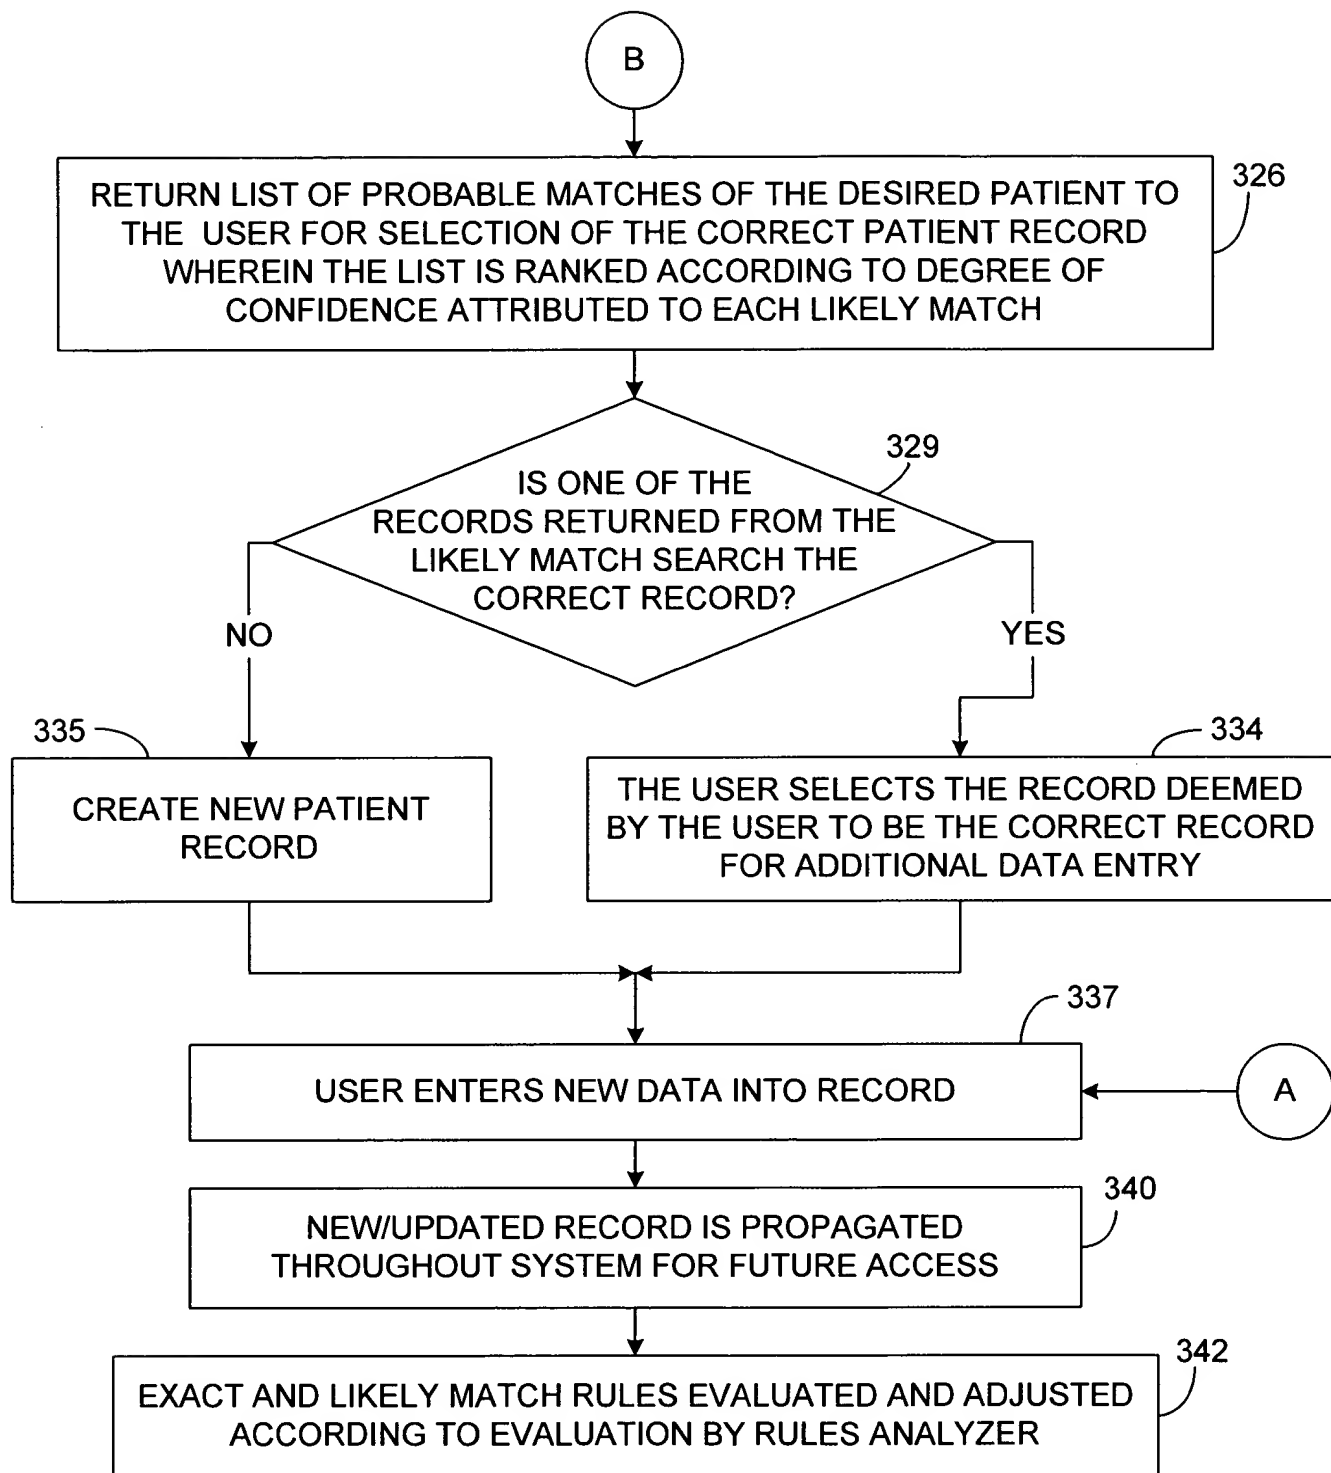 B
RETURN LIST OF PROBABLE MATCHES OF THE DESIRED PATIENT TO
THE USER FOR SELECTION OF THE CORRECT PATIENT RECORD
WHEREIN THE LIST IS RANKED ACCORDING TO DEGREE OF
CONFIDENCE ATTRIBUTED TO EACH LIKELY MATCH
326
329
IS ONE OF THE
RECORDS RETURNED FROM THE
LIKELY MATCH SEARCH THE
CORRECT RECORD?
NO
YES
335
CREATE NEW PATIENT
RECORD
334
THE USER SELECTS THE RECORD DEEMED
BY THE USER TO BE THE CORRECT RECORD
FOR ADDITIONAL DATA ENTRY
337
USER ENTERS NEW DATA INTO RECORD
A
340
NEW/UPDATED RECORD IS PROPAGATED
THROUGHOUT SYSTEM FOR FUTURE ACCESS
342
EXACT AND LIKELY MATCH RULES EVALUATED AND ADJUSTED
ACCORDING TO EVALUATION BY RULES ANALYZER